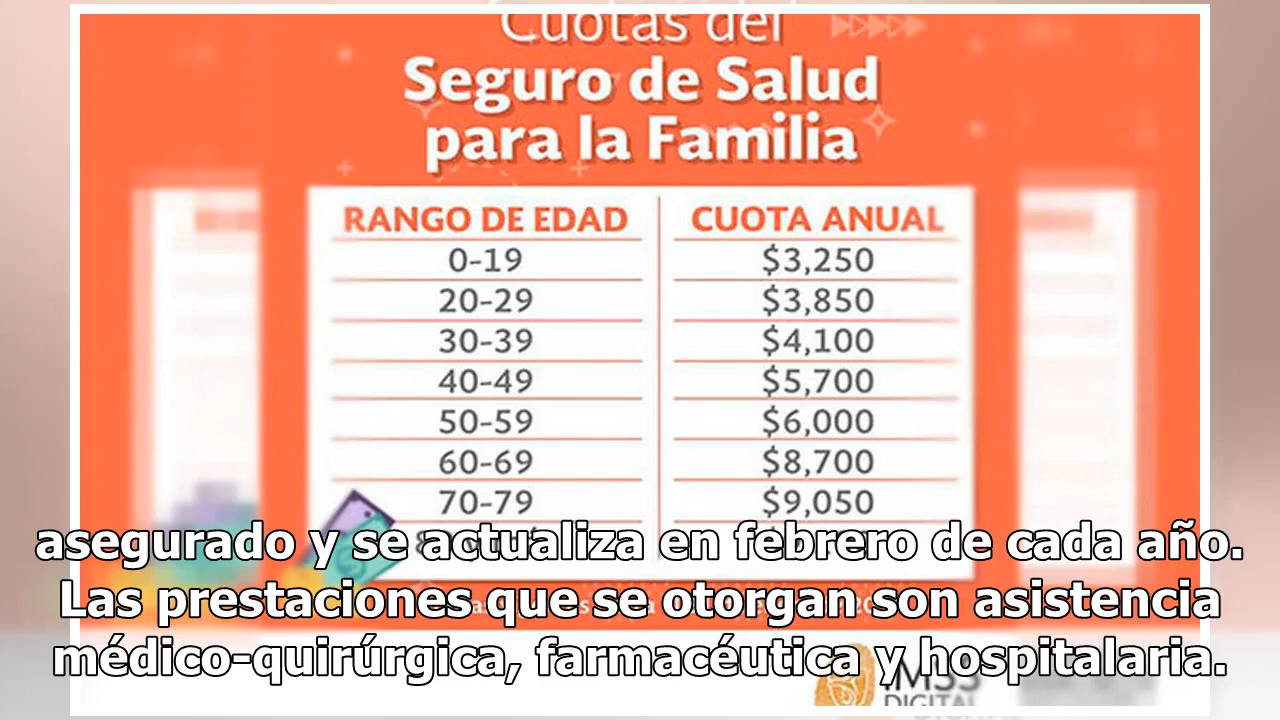 Cuotas del
Seguro de Salud
para la Familia
RANGO DE EDAD CUOTA ANUAL
0-19 $3,250
20-29 $3,850
30-39 $4,100
40-49 $5,700
50-59 $6,000
60-69 $8,700
70-79 $9,050
asegurado y se actualiza en febrero de cada año.
Las prestaciones que se otorgan son asistencia
médico-quirúrgica, farmacéutica y hospitalaria.
IMSS
DIGITAL